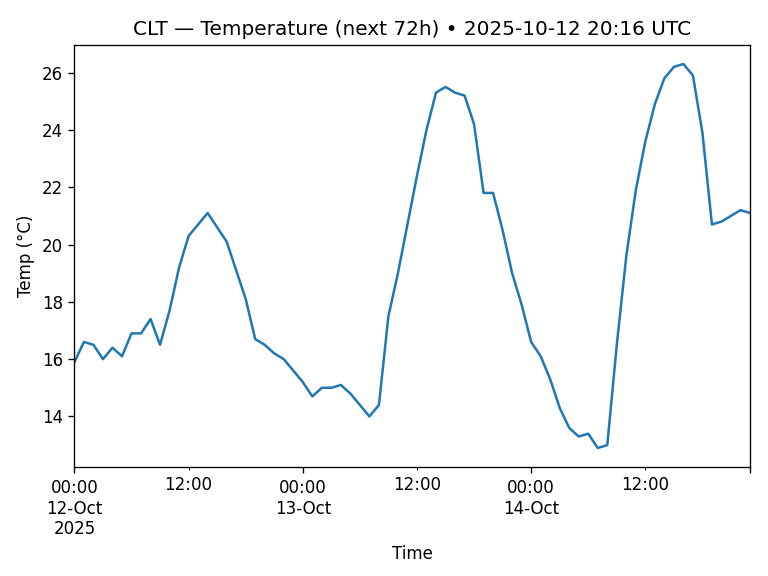 CLT — Temperature (next 72h) • 2025-10-12 20:16 UTC
Temp (°C)
26
24
22
20
18
16
14
00:00 12:00 00:00 12:00 00:00 12:00
12-Oct 13-Oct 14-Oct
2025
Time